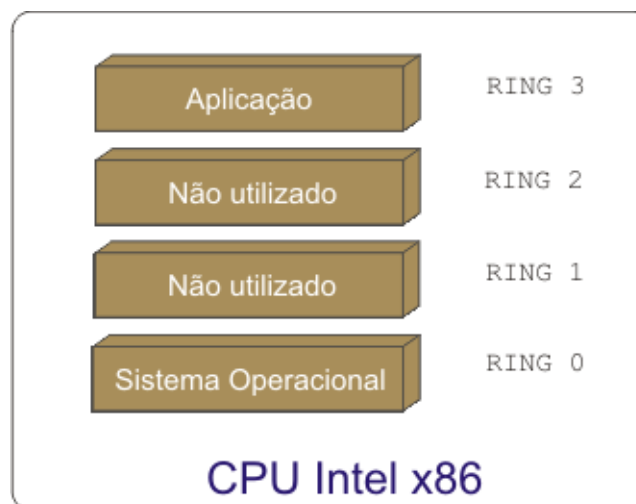 Aplicação RING 3
Não utilizado RING 2
Não utilizado RING 1
Sistema Operacional RING 0
CPU Intel x86